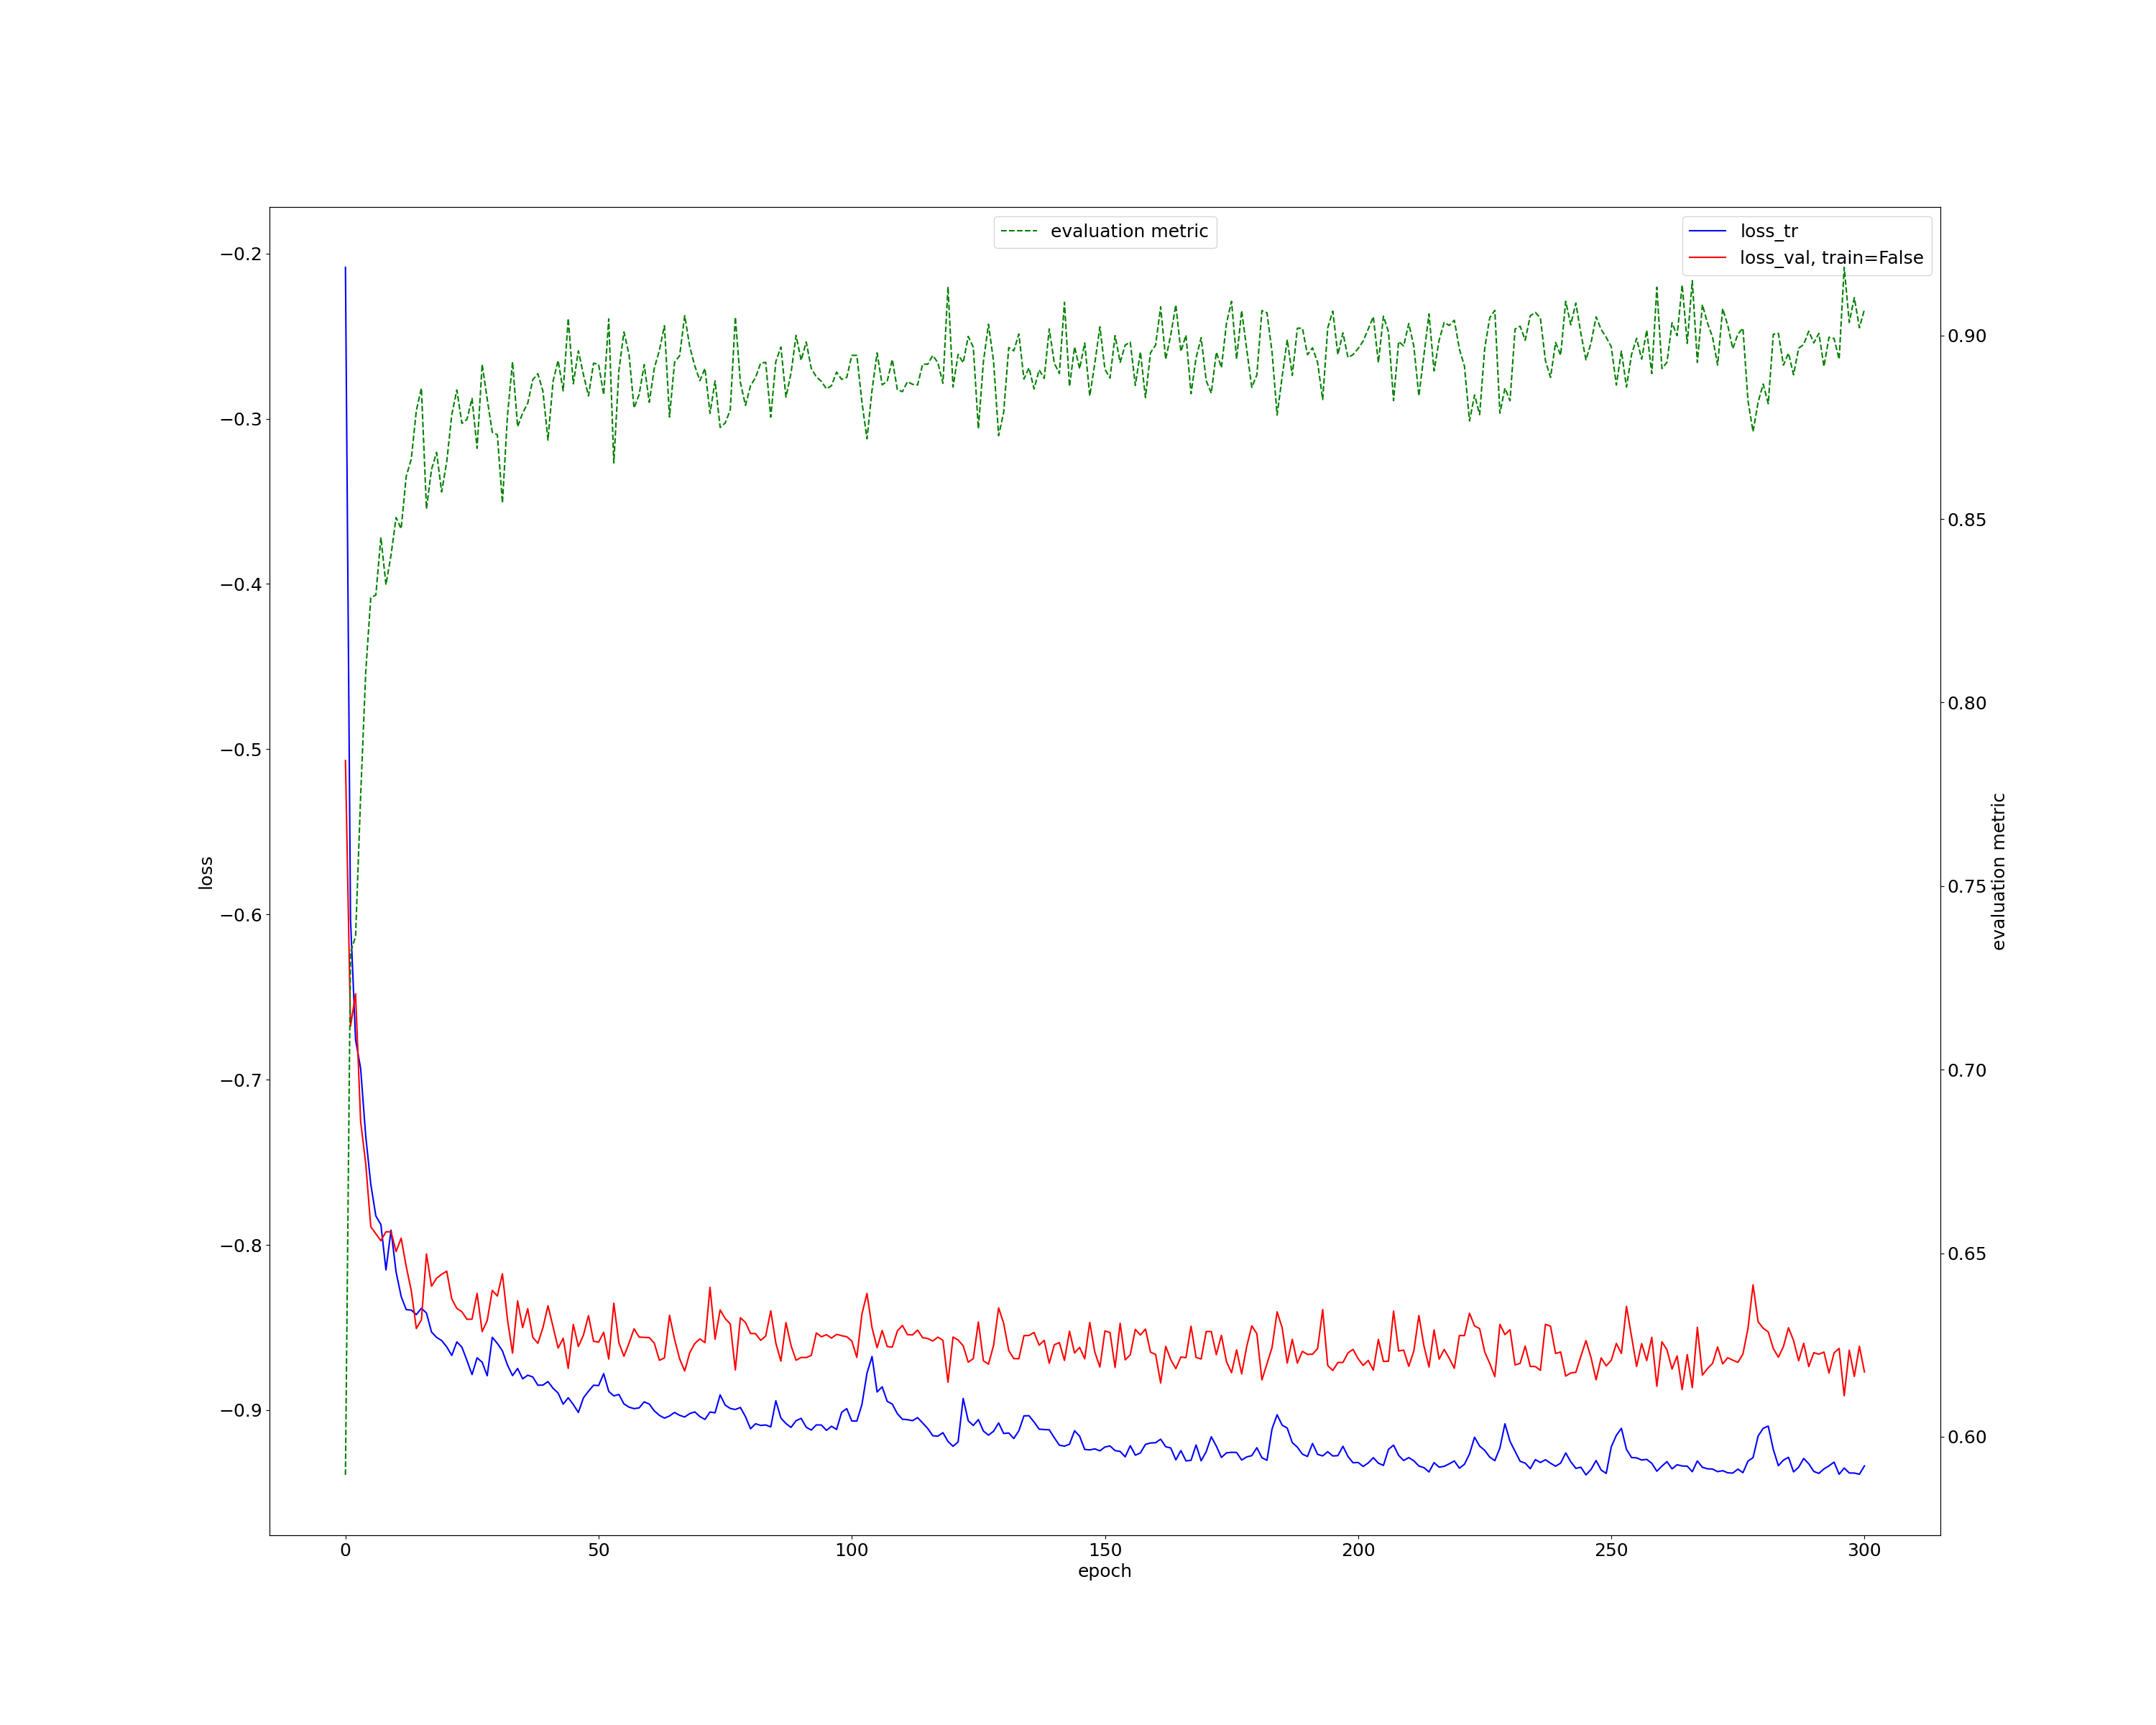 evaluation metric
loss_tr
loss_val, train=False
−0.2
−0.3
−0.4
−0.5
−0.6
−0.7
−0.8
−0.9
loss
0.90
0.85
0.80
0.75
0.70
0.65
0.60
evaluation metric
0 50 100 150 200 250 300
epoch